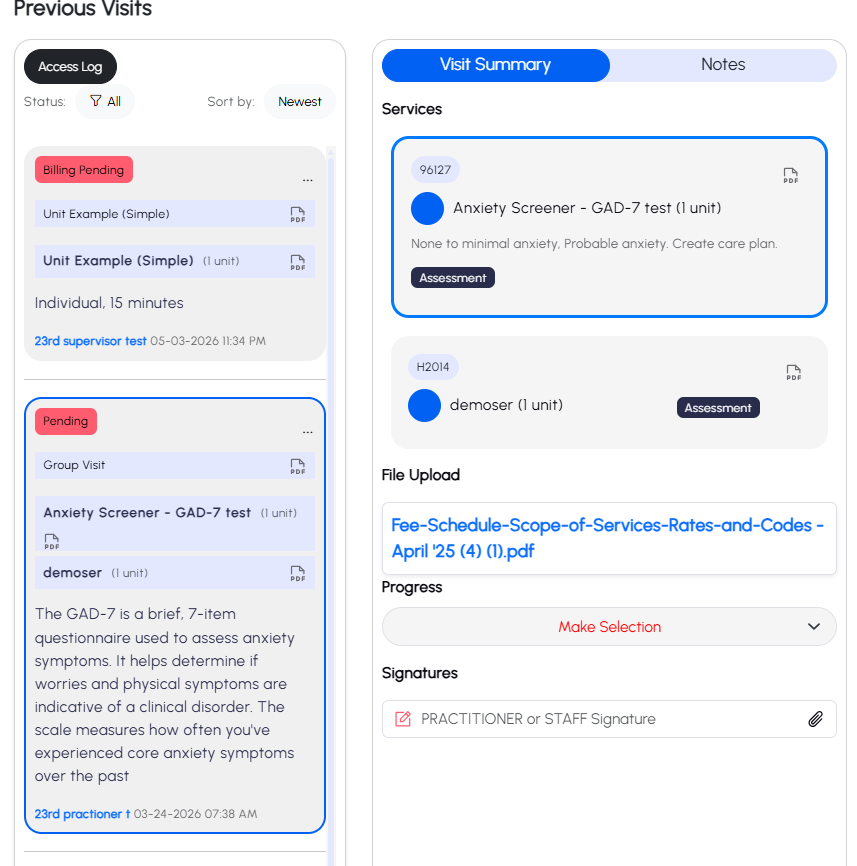 Previous Visits
Access Log
Status: All Sort by: Newest
Billing Pending
...
Unit Example (Simple) PDF
Unit Example (Simple) (1 unit) PDF
Individual, 15 minutes
23rd supervisor test 05-03-2026 11:34 PM
Pending
...
Group Visit PDF
Anxiety Screener - GAD-7 test (1 unit)
PDF
demoser (1 unit) PDF
The GAD-7 is a brief, 7-item
questionnaire used to assess anxiety
symptoms. It helps determine if
worries and physical symptoms are
indicative of a clinical disorder. The
scale measures how often you've
experienced core anxiety symptoms
over the past
23rd practioner t 03-24-2026 07:38 AM
Visit Summary Notes
Services
96127 PDF
Anxiety Screener - GAD-7 test (1 unit)
None to minimal anxiety, Probable anxiety. Create care plan.
Assessment
H2014 PDF
demoser (1 unit) Assessment
File Upload
Fee-Schedule-Scope-of-Services-Rates-and-Codes -
April '25 (4) (1).pdf
Progress
Make Selection
Signatures
PRACTITIONER or STAFF Signature